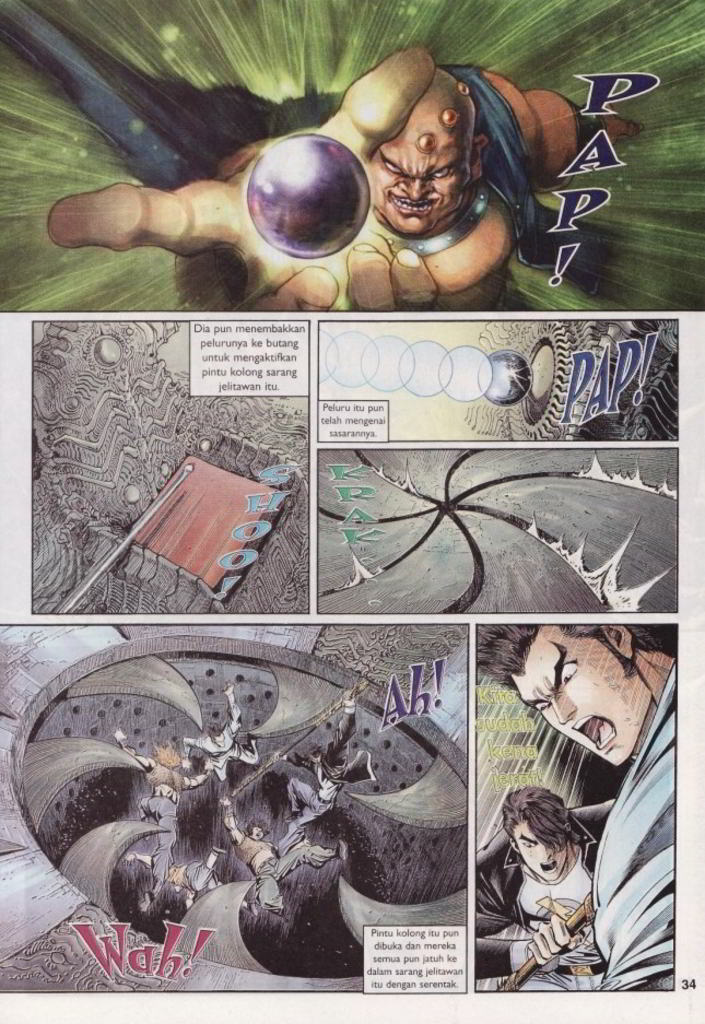 PAP!
Dia pun menembakkan
pelurunya ke butang
untuk mengaktifkan
pintu kolong sarang
jelitawan itu.
SHOO!
Peluru itu pun
telah mengenai
sasarannya.
PAP!
KRAK
Ah!
Wah!
Pintu kolong itu pun
dibuka dan mereka
semua pun jatuh ke
dalam sarang jelitawan
itu dengan serentak.
Kita
sudah
kena
jerat!
34